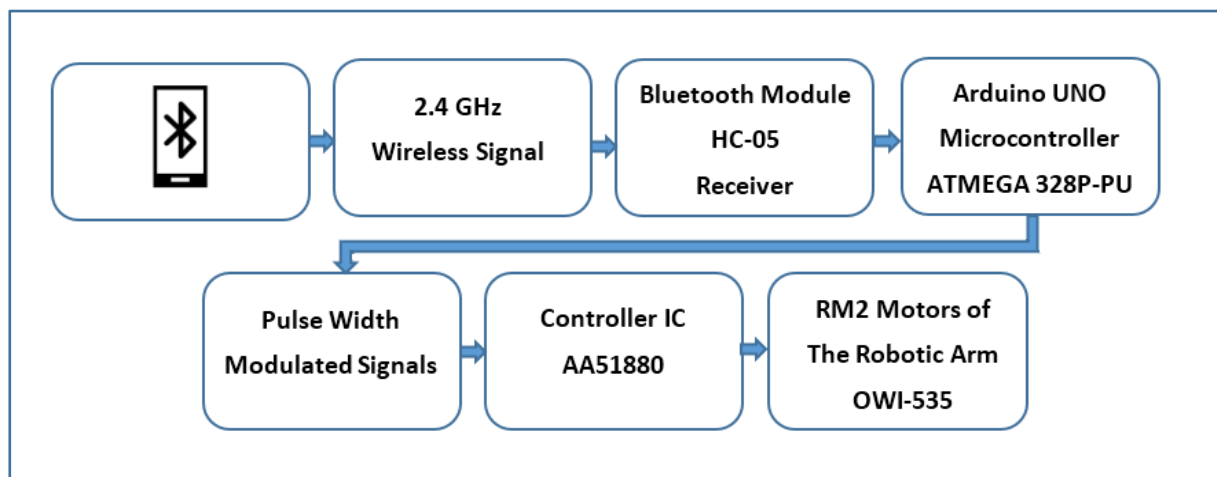 2.4 GHz
Wireless Signal
Bluetooth Module
HC-05
Receiver
Arduino UNO
Microcontroller
ATMEGA 328P-PU
Pulse Width
Modulated Signals
Controller IC
AA51880
RM2 Motors of
The Robotic Arm
OWI-535